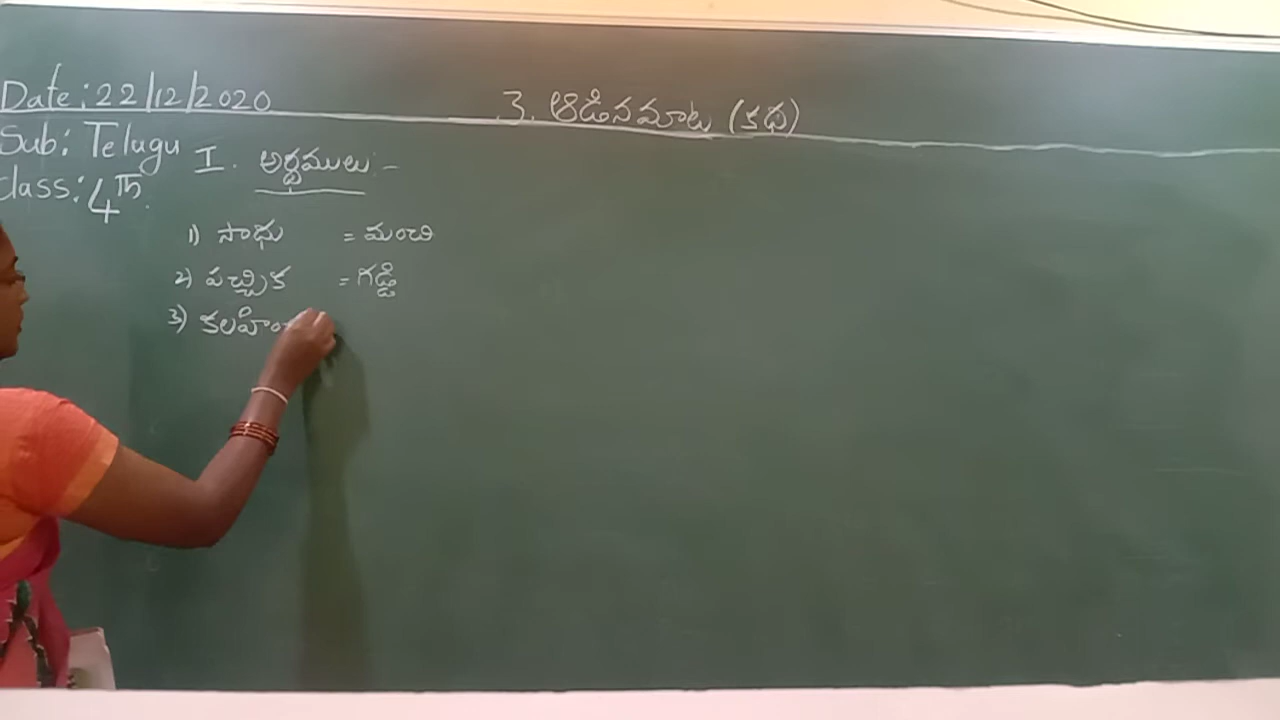 Date: 22/12/2020
3. ఆడినమాట (కథ)
Sub: Telugu
I. అర్థములు :-
Class: 4th.
1) సాధు = మంచి
2) పచ్చిక = గడ్డి
3) కలహిం